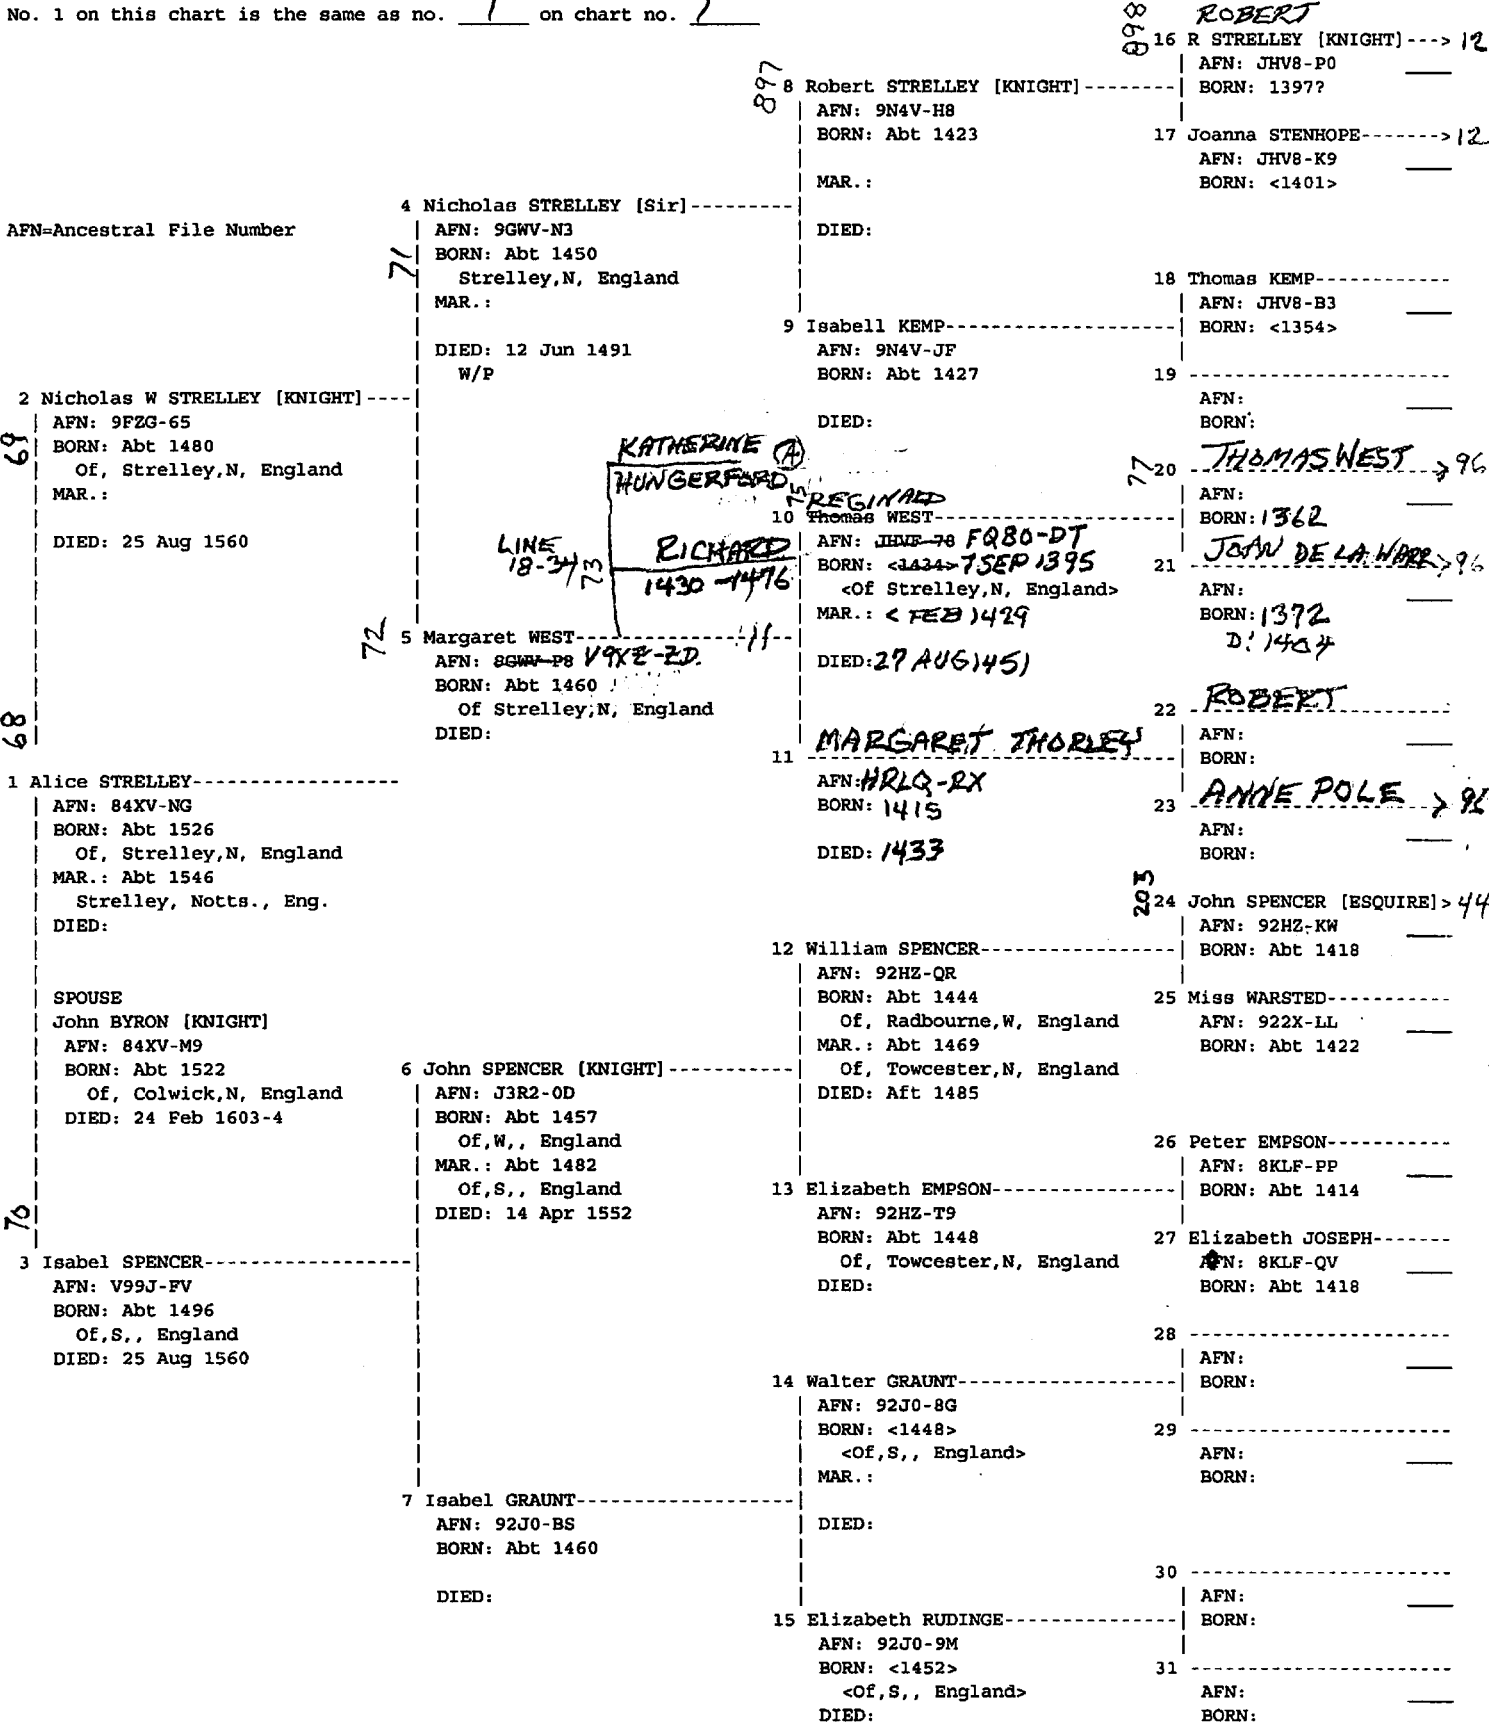 No. 1 on this chart is the same as no. 1 on chart no. 1
AFN=Ancestral File Number
68
1 Alice STRELLEY
AFN: 84XV-NG
BORN: Abt 1526
Of, Strelley,N, England
MAR.: Abt 1546
Strelley, Notts., Eng.
DIED:
SPOUSE
John BYRON [KNIGHT]
AFN: 84XV-M9
BORN: Abt 1522
Of, Colwick,N, England
DIED: 24 Feb 1603-4
69
2 Nicholas W STRELLEY [KNIGHT]
AFN: 9FZG-65
BORN: Abt 1480
Of, Strelley,N, England
MAR.:
DIED: 25 Aug 1560
70
3 Isabel SPENCER
AFN: V99J-FV
BORN: Abt 1496
Of,S,, England
DIED: 25 Aug 1560
71
4 Nicholas STRELLEY [Sir]
AFN: 9GWV-N3
BORN: Abt 1450
Strelley,N, England
MAR.:
DIED: 12 Jun 1491
W/P
KATHERINE A
HUNGERFORD
LINE
18-34
73
RICHARD
1430-1476
72
5 Margaret WEST 11
AFN: 8GWV-P8 V9XZ-ZD.
BORN: Abt 1460
Of Strelley,N, England
DIED:
6 John SPENCER [KNIGHT]
AFN: J3R2-0D
BORN: Abt 1457
Of,W,, England
MAR.: Abt 1482
Of,S,, England
DIED: 14 Apr 1552
7 Isabel GRAUNT
AFN: 92J0-BS
BORN: Abt 1460
DIED:
897
8 Robert STRELLEY [KNIGHT]
AFN: 9N4V-H8
BORN: Abt 1423
MAR.:
DIED:
9 Isabell KEMP
AFN: 9N4V-JF
BORN: Abt 1427
DIED:
75
REGINALD
10 Thomas WEST
AFN: JHVF-78 FQ80-DT
BORN: <1434> 7 SEP 1395
<Of Strelley,N, England>
MAR.: < FEB 1429
DIED: 27 AUG 1451
11 MARGARET THORLEY
AFN: HRLQ-RX
BORN: 1415
DIED: 1433
12 William SPENCER
AFN: 92HZ-QR
BORN: Abt 1444
Of, Radbourne,W, England
MAR.: Abt 1469
Of, Towcester,N, England
DIED: Aft 1485
13 Elizabeth EMPSON
AFN: 92HZ-T9
BORN: Abt 1448
Of, Towcester,N, England
DIED:
14 Walter GRAUNT
AFN: 92J0-8G
BORN: <1448>
<Of,S,, England>
MAR.:
DIED:
15 Elizabeth RUDINGE
AFN: 92J0-9M
BORN: <1452>
<Of,S,, England>
DIED:
898
ROBERT
16 R STRELLEY [KNIGHT] ---> 12
AFN: JHV8-P0
BORN: 1397?
17 Joanna STENHOPE -------> 12
AFN: JHV8-K9
BORN: <1401>
18 Thomas KEMP
AFN: JHV8-B3
BORN: <1354>
19
AFN:
BORN:
77
20 THOMAS WEST > 96
AFN:
BORN: 1362
21 JOAN DE LA WARR > 96
AFN:
BORN: 1372
D: 1404
22 ROBERT
AFN:
BORN:
23 ANNE POLE >
AFN:
BORN:
203
24 John SPENCER [ESQUIRE]> 44
AFN: 92HZ-KW
BORN: Abt 1418
25 Miss WARSTED
AFN: 922X-LL
BORN: Abt 1422
26 Peter EMPSON
AFN: 8KLF-PP
BORN: Abt 1414
27 Elizabeth JOSEPH
AFN: 8KLF-QV
BORN: Abt 1418
28
AFN:
BORN:
29
AFN:
BORN:
30
AFN:
BORN:
31
AFN:
BORN: